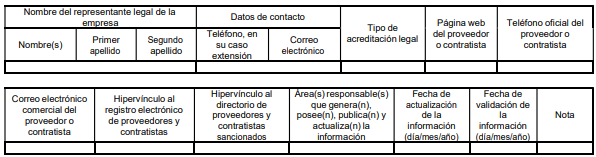 Nombre del representante legal de la
empresa
Datos de contacto
Tipo de
acreditación legal
Página web
del proveedor
o contratista
Teléfono oficial del
proveedor o
contratista
Nombre(s)
Primer
apellido
Segundo
apellido
Teléfono, en
su caso
extensión
Correo
electrónico
Correo electrónico
comercial del
proveedor o
contratista
Hipervínculo al
registro electrónico
de proveedores y
contratistas
Hipervínculo al
directorio de
proveedores y
contratistas
sancionados
Área(s) responsable(s)
que genera(n),
posee(n), publica(n) y
actualiza(n) la
información
Fecha de
actualización
de la
información
(día/mes/año)
Fecha de
validación de
la
información
(día/mes/año)
Nota